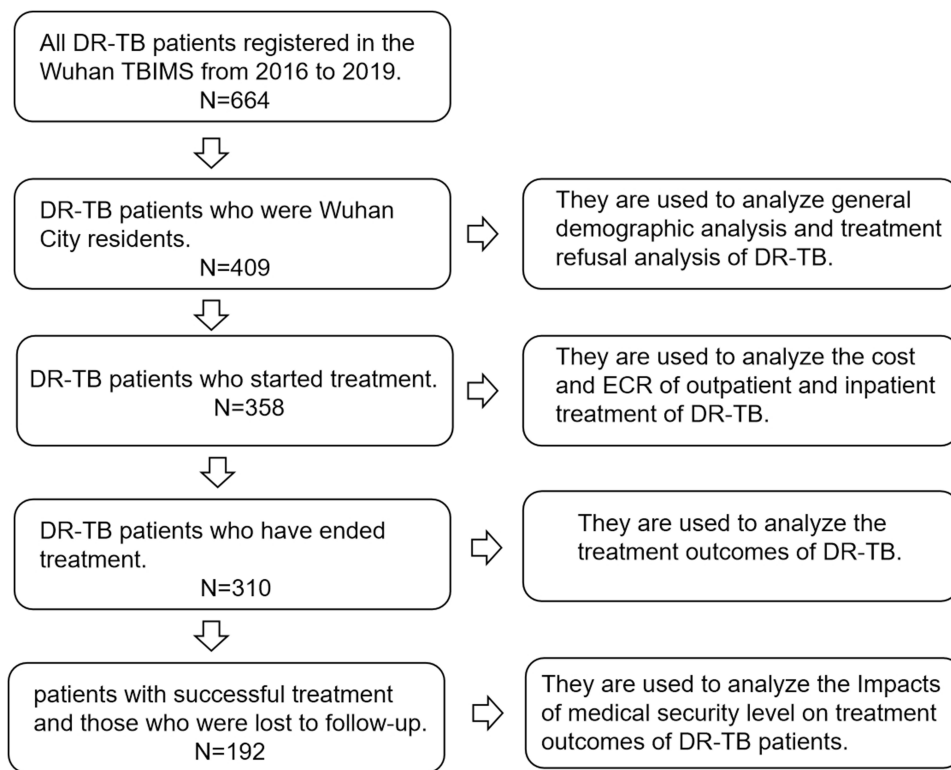 All DR-TB patients registered in the
Wuhan TBIMS from 2016 to 2019.
N=664
DR-TB patients who were Wuhan
City residents.
N=409
They are used to analyze general
demographic analysis and treatment
refusal analysis of DR-TB.
DR-TB patients who started treatment.
N=358
They are used to analyze the cost
and ECR of outpatient and inpatient
treatment of DR-TB.
DR-TB patients who have ended
treatment.
N=310
They are used to analyze the
treatment outcomes of DR-TB.
patients with successful treatment
and those who were lost to follow-up.
N=192
They are used to analyze the Impacts
of medical security level on treatment
outcomes of DR-TB patients.